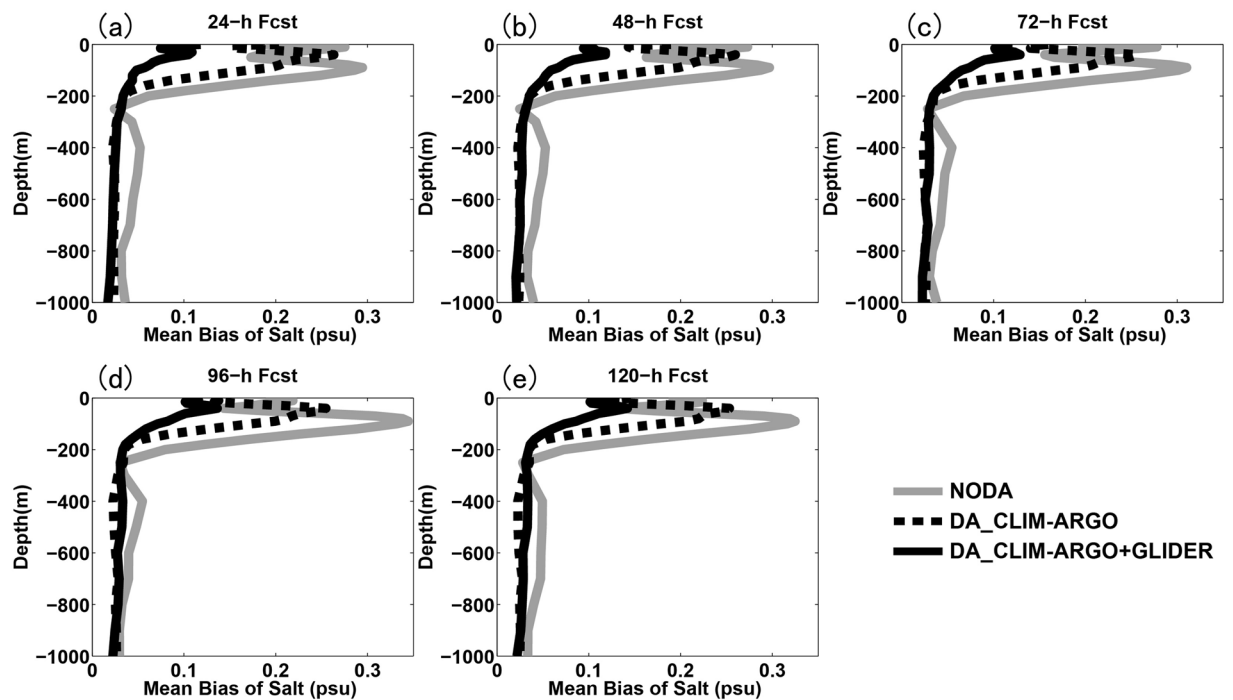 (a) 24-h Fcst
0
-200
-400
-600
-800
-1000
Depth(m)
0 0.1 0.2 0.3
Mean Bias of Salt (psu)
(b) 48-h Fcst
0
-200
-400
-600
-800
-1000
Depth(m)
0 0.1 0.2 0.3
Mean Bias of Salt (psu)
(c) 72-h Fcst
0
-200
-400
-600
-800
-1000
Depth(m)
0 0.1 0.2 0.3
Mean Bias of Salt (psu)
(d) 96-h Fcst
0
-200
-400
-600
-800
-1000
Depth(m)
0 0.1 0.2 0.3
Mean Bias of Salt (psu)
(e) 120-h Fcst
0
-200
-400
-600
-800
-1000
Depth(m)
0 0.1 0.2 0.3
Mean Bias of Salt (psu)
NODA
DA_CLIM-ARGO
DA_CLIM-ARGO+GLIDER